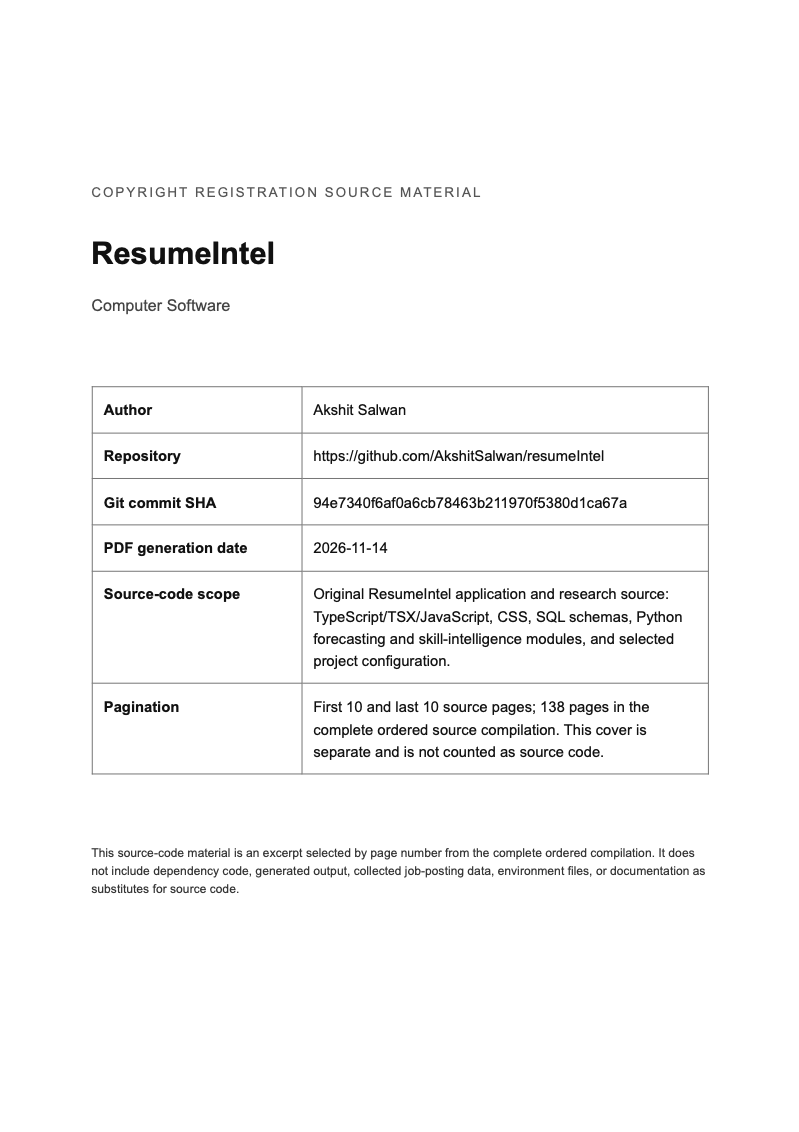 COPYRIGHT REGISTRATION SOURCE MATERIAL
ResumeIntel
Computer Software
Author
Akshit Salwan
Repository
https://github.com/AkshitSalwan/resumeIntel
Git commit SHA
94e7340f6af0a6cb78463b211970f5380d1ca67a
PDF generation date
2026-11-14
Source-code scope
Original ResumeIntel application and research source:
TypeScript/TSX/JavaScript, CSS, SQL schemas, Python
forecasting and skill-intelligence modules, and selected
project configuration.
Pagination
First 10 and last 10 source pages; 138 pages in the
complete ordered source compilation. This cover is
separate and is not counted as source code.
This source-code material is an excerpt selected by page number from the complete ordered compilation. It does
not include dependency code, generated output, collected job-posting data, environment files, or documentation as
substitutes for source code.